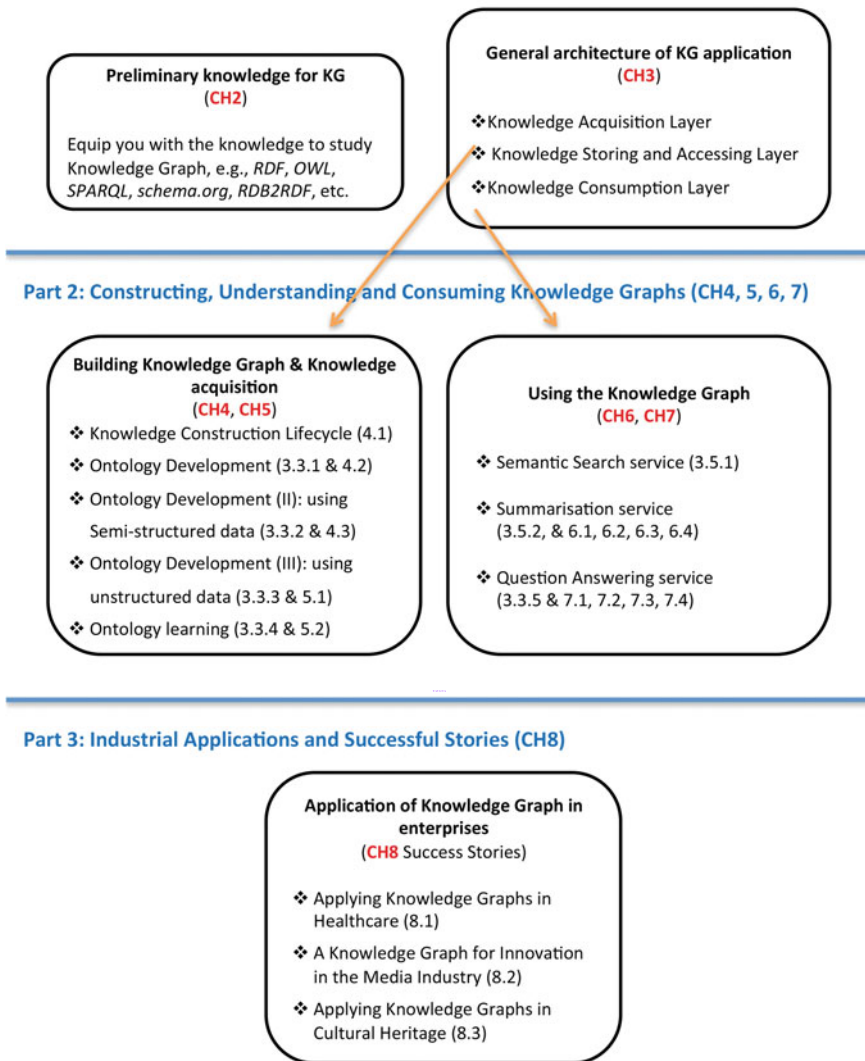 Preliminary knowledge for KG
(CH2)
Equip you with the knowledge to study
Knowledge Graph, e.g., RDF, OWL,
SPARQL, schema.org, RDB2RDF, etc.
General architecture of KG application
(CH3)
❖Knowledge Acquisition Layer
❖ Knowledge Storing and Accessing Layer
❖Knowledge Consumption Layer
Part 2: Constructing, Understanding and Consuming Knowledge Graphs (CH4, 5, 6, 7)
Building Knowledge Graph & Knowledge
acquisition
(CH4, CH5)
❖ Knowledge Construction Lifecycle (4.1)
❖ Ontology Development (3.3.1 & 4.2)
❖ Ontology Development (II): using
Semi-structured data (3.3.2 & 4.3)
❖ Ontology Development (III): using
unstructured data (3.3.3 & 5.1)
❖ Ontology learning (3.3.4 & 5.2)
Using the Knowledge Graph
(CH6, CH7)
❖ Semantic Search service (3.5.1)
❖ Summarisation service
(3.5.2, & 6.1, 6.2, 6.3, 6.4)
❖ Question Answering service
(3.3.5 & 7.1, 7.2, 7.3, 7.4)
Part 3: Industrial Applications and Successful Stories (CH8)
Application of Knowledge Graph in
enterprises
(CH8 Success Stories)
❖ Applying Knowledge Graphs in
Healthcare (8.1)
❖ A Knowledge Graph for Innovation
in the Media Industry (8.2)
❖ Applying Knowledge Graphs in
Cultural Heritage (8.3)